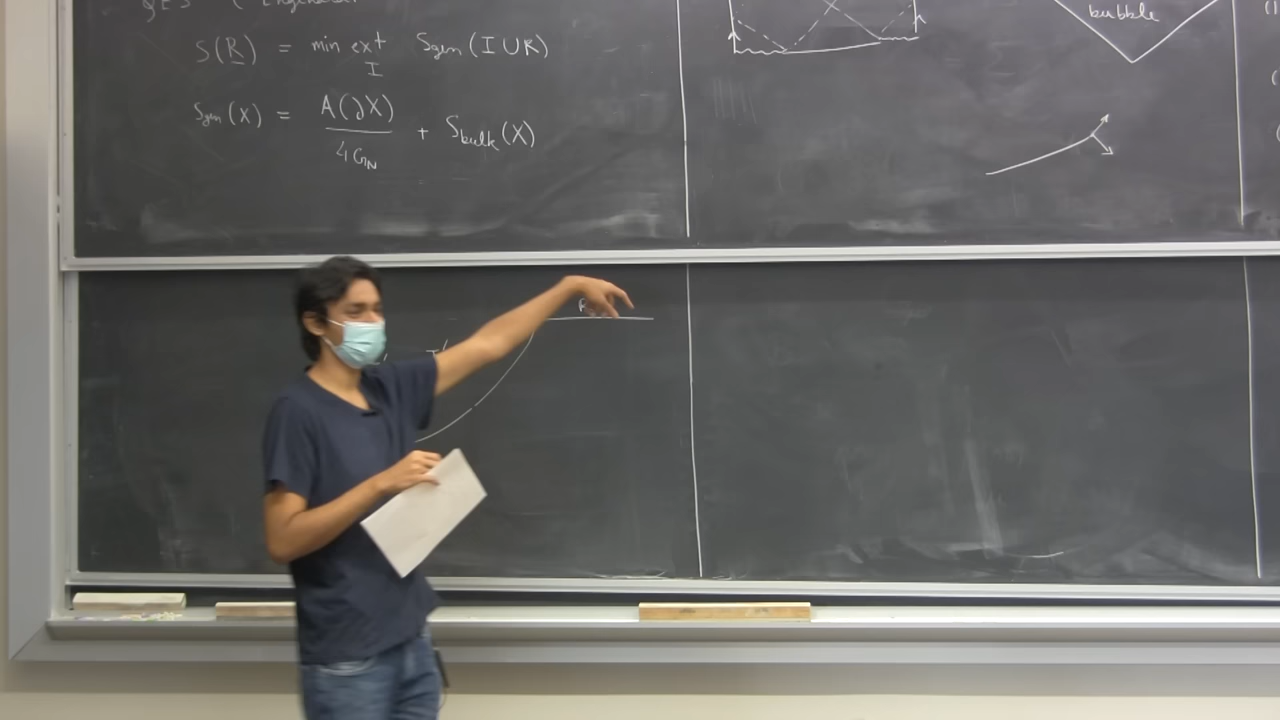 S(R) = min ext S_gen(I ∪ R)
I
S_gen(X) = A(∂X) / 4G_N + S_bulk(X)
bubble
I'